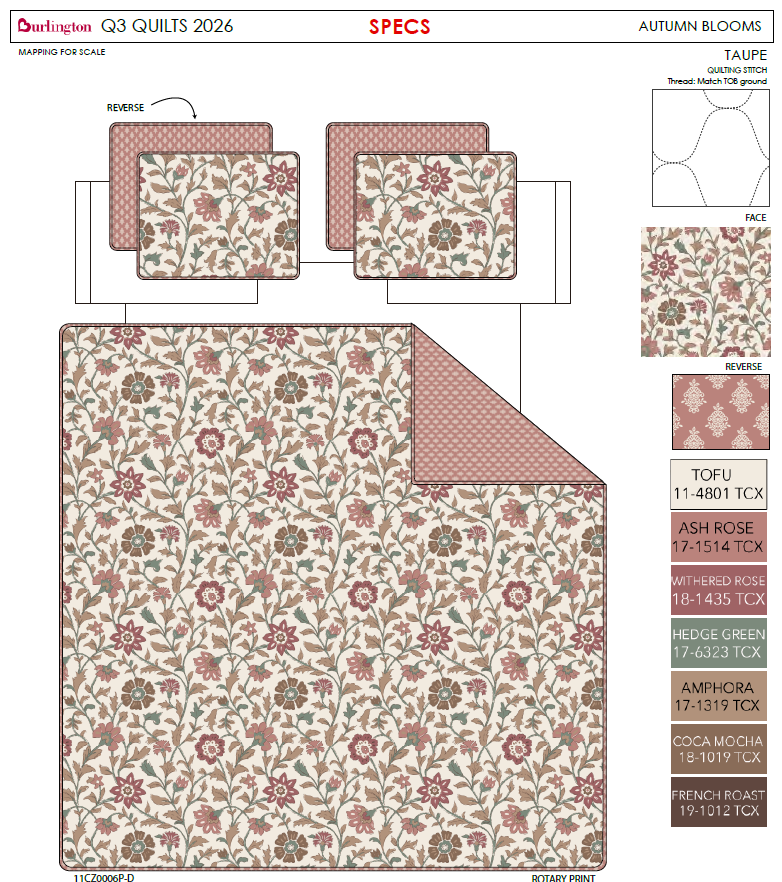 Burlington Q3 QUILTS 2026
SPECS
AUTUMN BLOOMS
MAPPING FOR SCALE
TAUPE
QUILTING STITCH
Thread: Match TOB ground
REVERSE
FACE
REVERSE
TOFU
11-4801 TCX
ASH ROSE
17-1514 TCX
WITHERED ROSE
18-1435 TCX
HEDGE GREEN
17-6323 TCX
AMPHORA
17-1319 TCX
COCA MOCHA
18-1019 TCX
FRENCH ROAST
19-1012 TCX
11CZ0006P-D
ROTARY PRINT